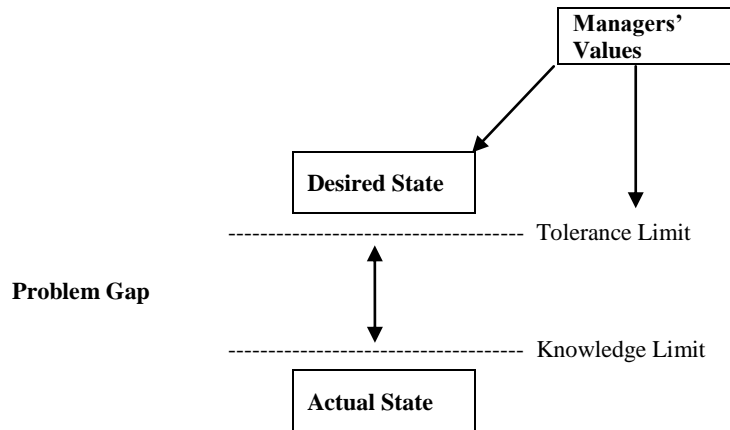 Managers’
Values
Desired State
Tolerance Limit
Problem Gap
Knowledge Limit
Actual State